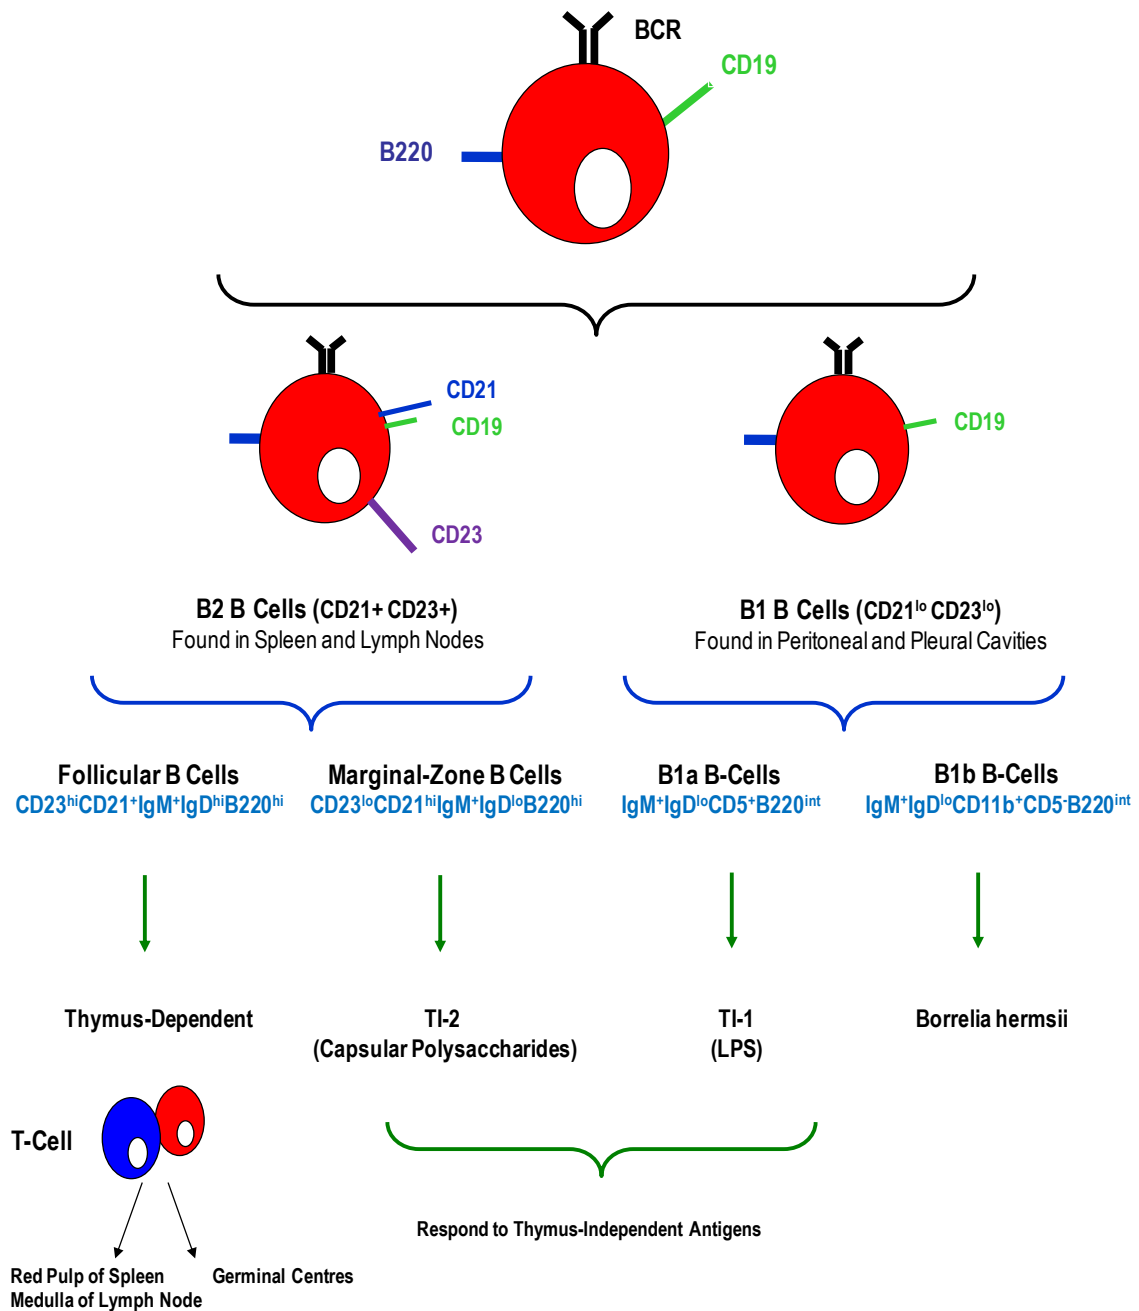 BCR
CD19
B220
CD21
CD19
CD23
CD19
B2 B Cells (CD21+ CD23+)
Found in Spleen and Lymph Nodes
B1 B Cells (CD21lo CD23lo)
Found in Peritoneal and Pleural Cavities
Follicular B Cells
CD23hiCD21+IgM+IgDhiB220hi
Marginal-Zone B Cells
CD23loCD21hiIgM+IgDloB220hi
B1a B-Cells
IgM+IgDloCD5+B220int
B1b B-Cells
IgM+IgDloCD11b+CD5-B220int
Thymus-Dependent
TI-2
(Capsular Polysaccharides)
TI-1
(LPS)
Borrelia hermsii
T-Cell
Respond to Thymus-Independent Antigens
Red Pulp of Spleen
Medulla of Lymph Node
Germinal Centres